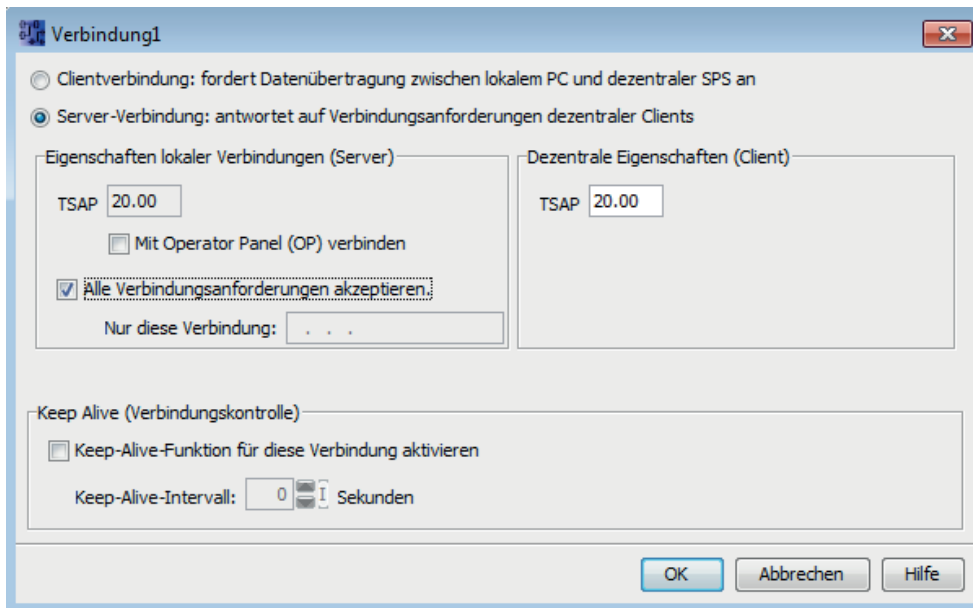 Verbindung1
Clientverbindung: fordert Datenübertragung zwischen lokalem PC und dezentraler SPS an
Server-Verbindung: antwortet auf Verbindungsanforderungen dezentraler Clients
Eigenschaften lokaler Verbindungen (Server)
TSAP 20.00
Mit Operator Panel (OP) verbinden
Alle Verbindungsanforderungen akzeptieren.
Nur diese Verbindung: . . .
Dezentrale Eigenschaften (Client)
TSAP 20.00
Keep Alive (Verbindungskontrolle)
Keep-Alive-Funktion für diese Verbindung aktivieren
Keep-Alive-Intervall: 0 Sekunden
OK Abbrechen Hilfe